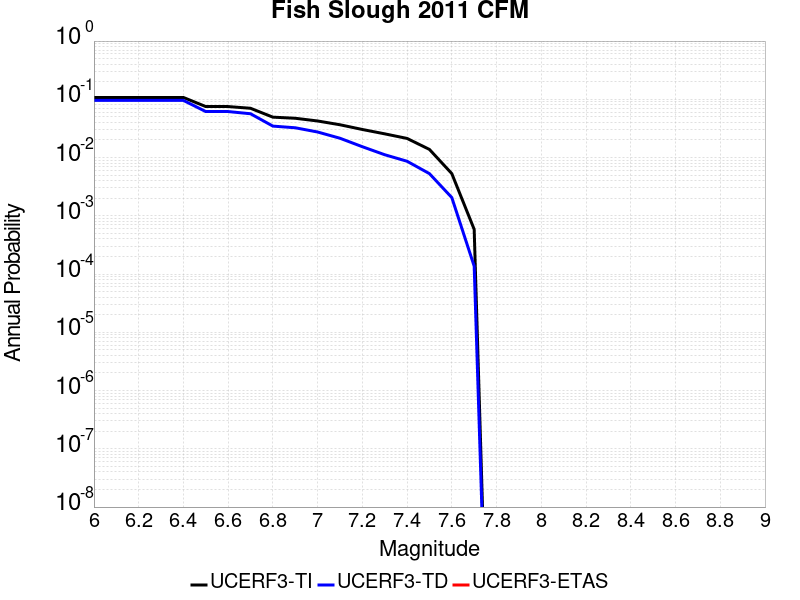 Fish Slough 2011 CFM
10^0
10^-1
10^-2
10^-3
10^-4
10^-5
10^-6
10^-7
10^-8
Annual Probability
6 6.2 6.4 6.6 6.8 7 7.2 7.4 7.6 7.8 8 8.2 8.4 8.6 8.8 9
Magnitude
UCERF3-TI UCERF3-TD UCERF3-ETAS